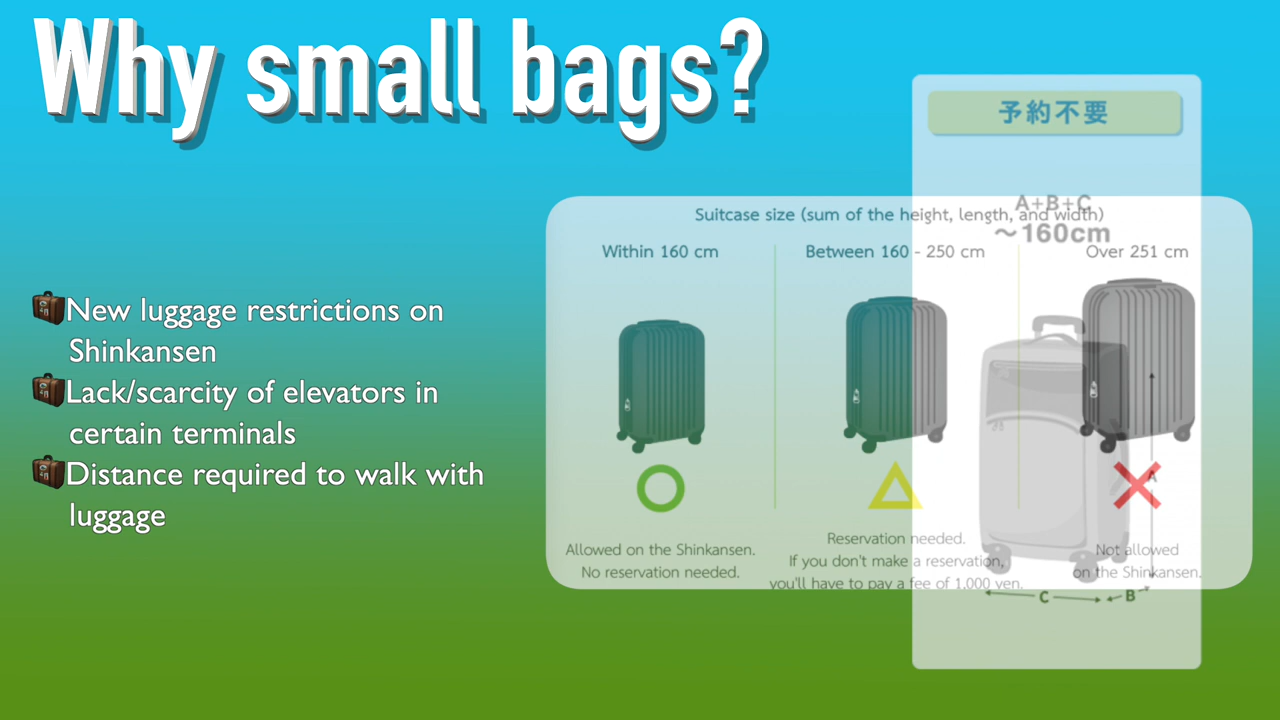 Why small bags?
New luggage restrictions on
Shinkansen
Lack/scarcity of elevators in
certain terminals
Distance required to walk with
luggage
予約不要
A+B+C
～160cm
Suitcase size (sum of the height, length, and width)
Within 160 cm
Between 160 - 250 cm
Over 251 cm
Allowed on the Shinkansen.
No reservation needed.
Reservation needed.
If you don't make a reservation,
you'll have to pay a fee of 1,000 yen.
Not allowed
on the Shinkansen.
A
C
B